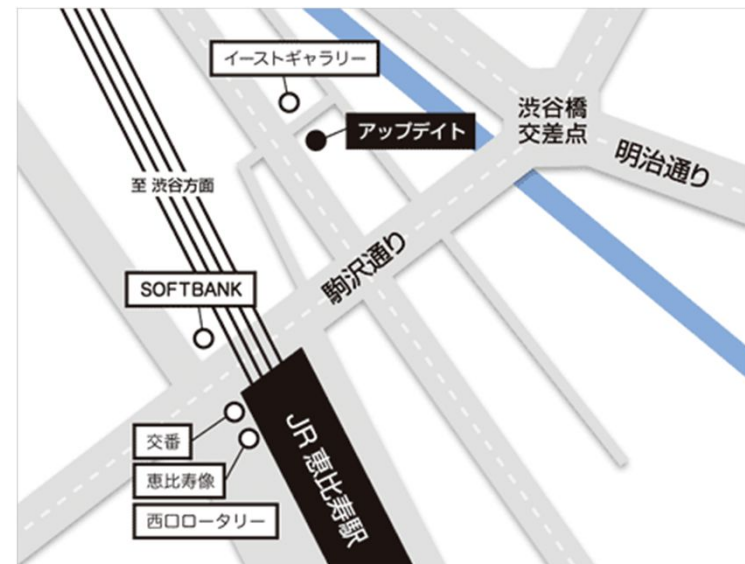 イーストギャラリー
アップデイト
渋谷橋
交差点
明治通り
至 渋谷方面
駒沢通り
SOFTBANK
JR 恵比寿駅
交番
恵比寿像
西口ロータリー